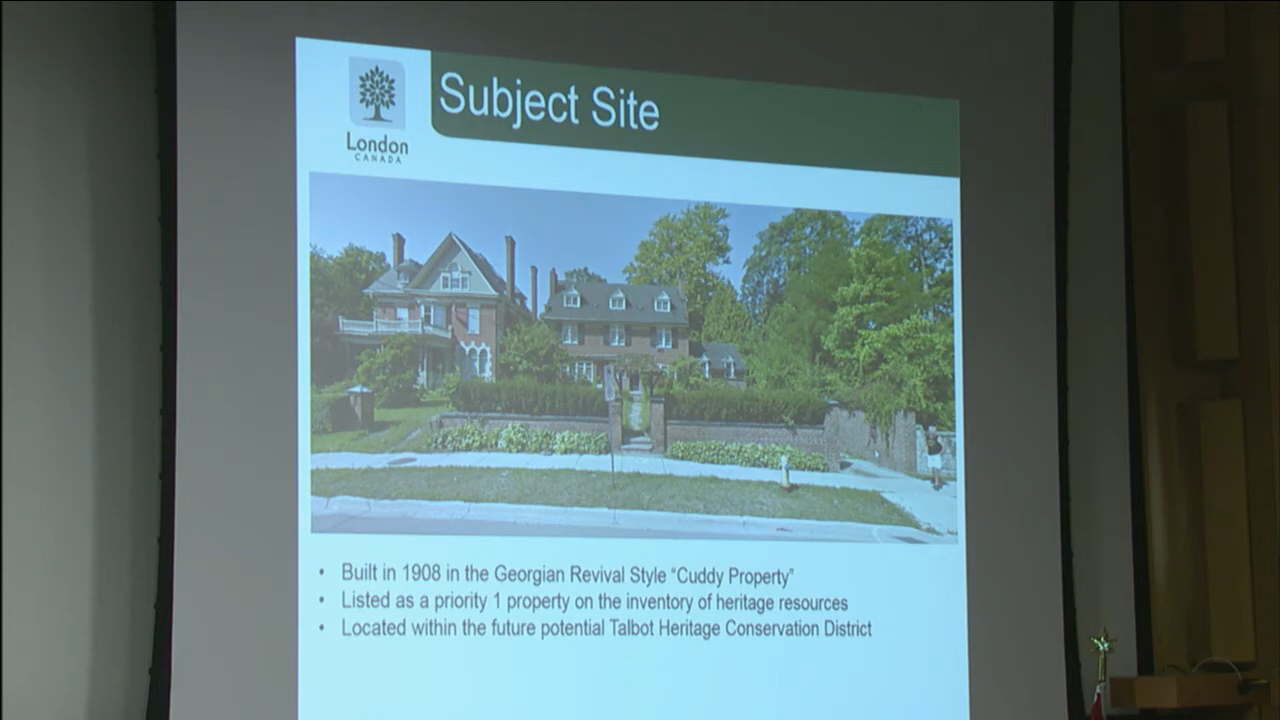 Subject Site
London
CANADA
• Built in 1908 in the Georgian Revival Style “Cuddy Property”
• Listed as a priority 1 property on the inventory of heritage resources
• Located within the future potential Talbot Heritage Conservation District